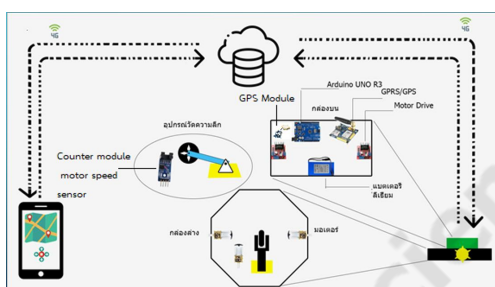 4G
4G
Arduino UNO R3
GPRS/GPS
GPS Module
กล่องบน
Motor Drive
อุปกรณ์วัดความลึก
Counter module
motor speed
sensor
แบตเตอรี่
ลิเธียม
กล่องล่าง
มอเตอร์